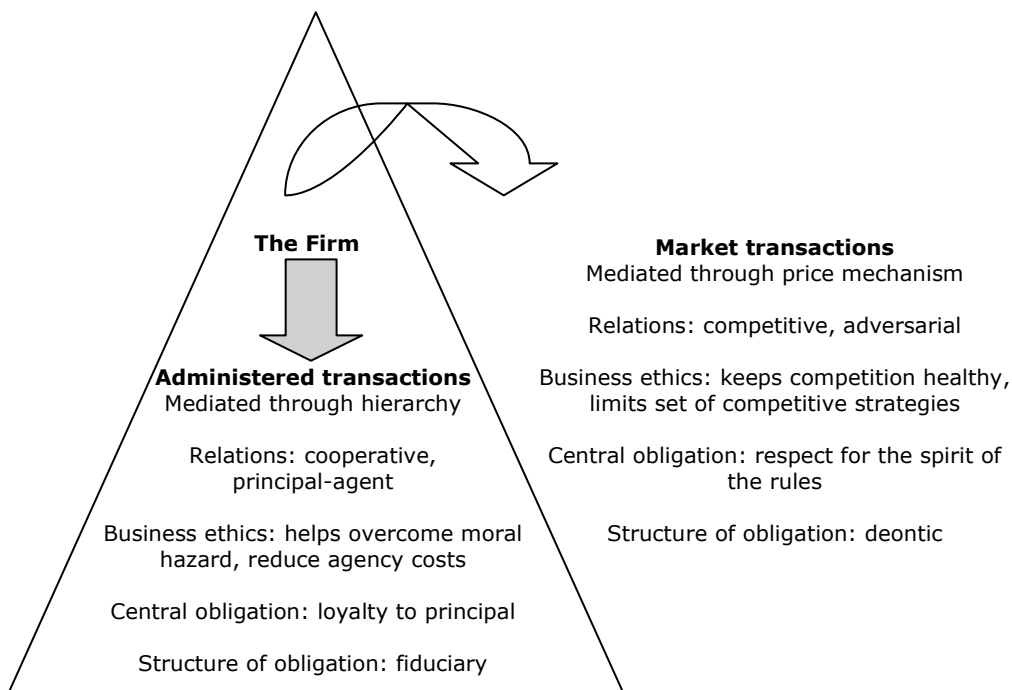 The Firm
Administered transactions
Mediated through hierarchy
Relations: cooperative,
principal-agent
Business ethics: helps overcome moral
hazard, reduce agency costs
Central obligation: loyalty to principal
Structure of obligation: fiduciary
Market transactions
Mediated through price mechanism
Relations: competitive, adversarial
Business ethics: keeps competition healthy,
limits set of competitive strategies
Central obligation: respect for the spirit of
the rules
Structure of obligation: deontic